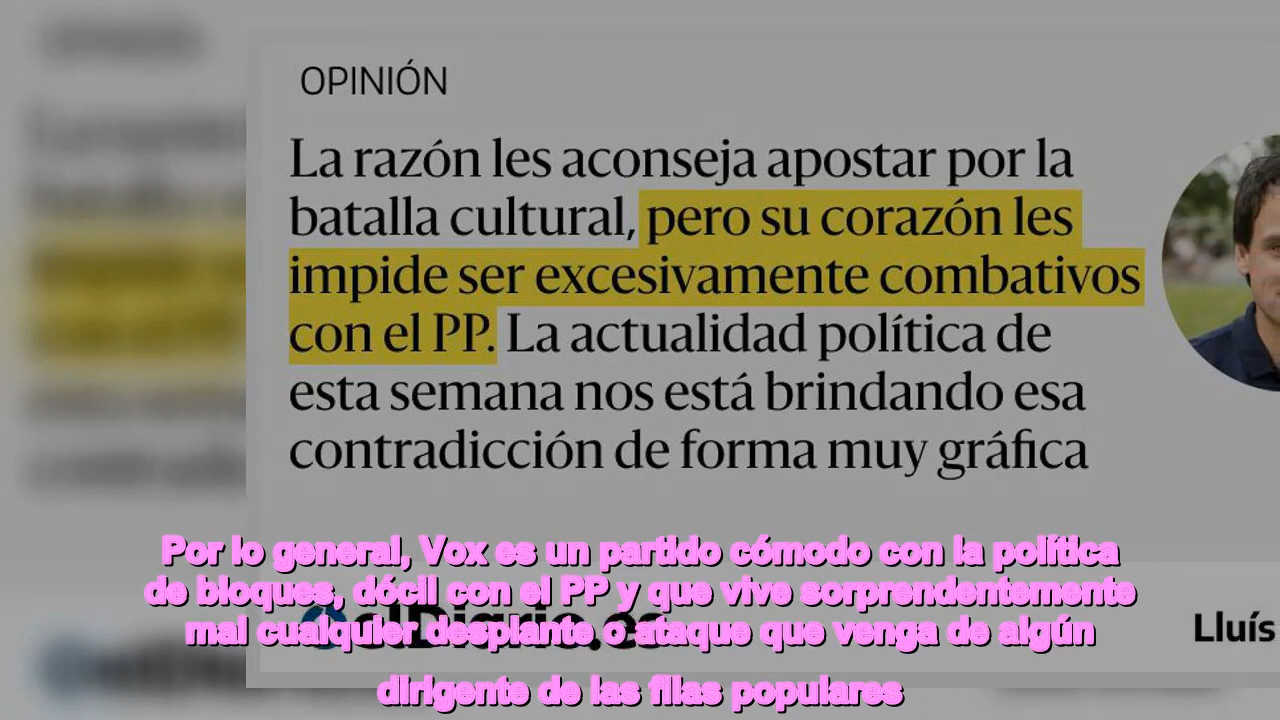 OPINIÓN
La razón les aconseja apostar por la
batalla cultural, pero su corazón les
impide ser excesivamente combativos
con el PP. La actualidad política de
esta semana nos está brindando esa
contradicción de forma muy gráfica
Por lo general, Vox es un partido cómodo con la política
de bloques, dócil con el PP y que vive sorprendentemente
elDiario.es
mal cualquier desplante o ataque que venga de algún
Lluís
dirigente de las filas populares